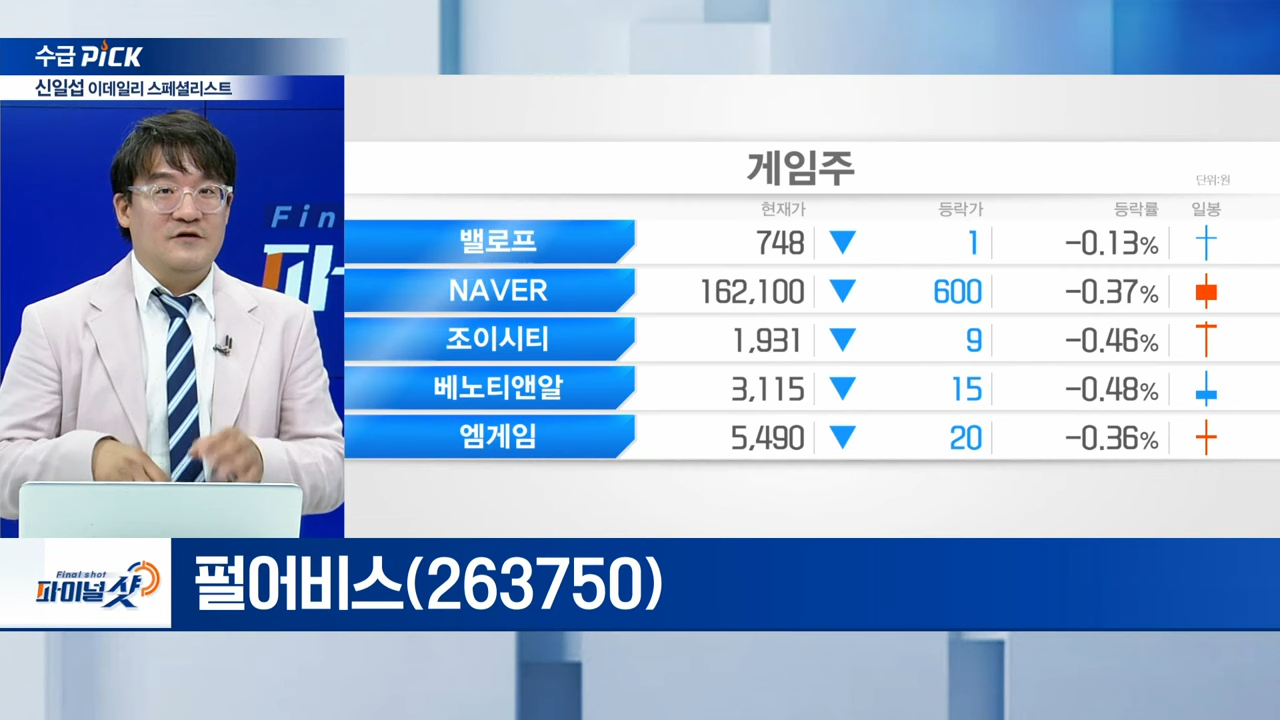 수급 PICK
신일섭 이데일리 스페셜리스트
Fin
파
게임주
단위:원
현재가 등락가 등락률 일봉
밸로프 748 ▼ 1 -0.13%
NAVER 162,100 ▼ 600 -0.37%
조이시티 1,931 ▼ 9 -0.46%
베노티앤알 3,115 ▼ 15 -0.48%
엠게임 5,490 ▼ 20 -0.36%
Final shot
파이널샷
펄어비스(263750)